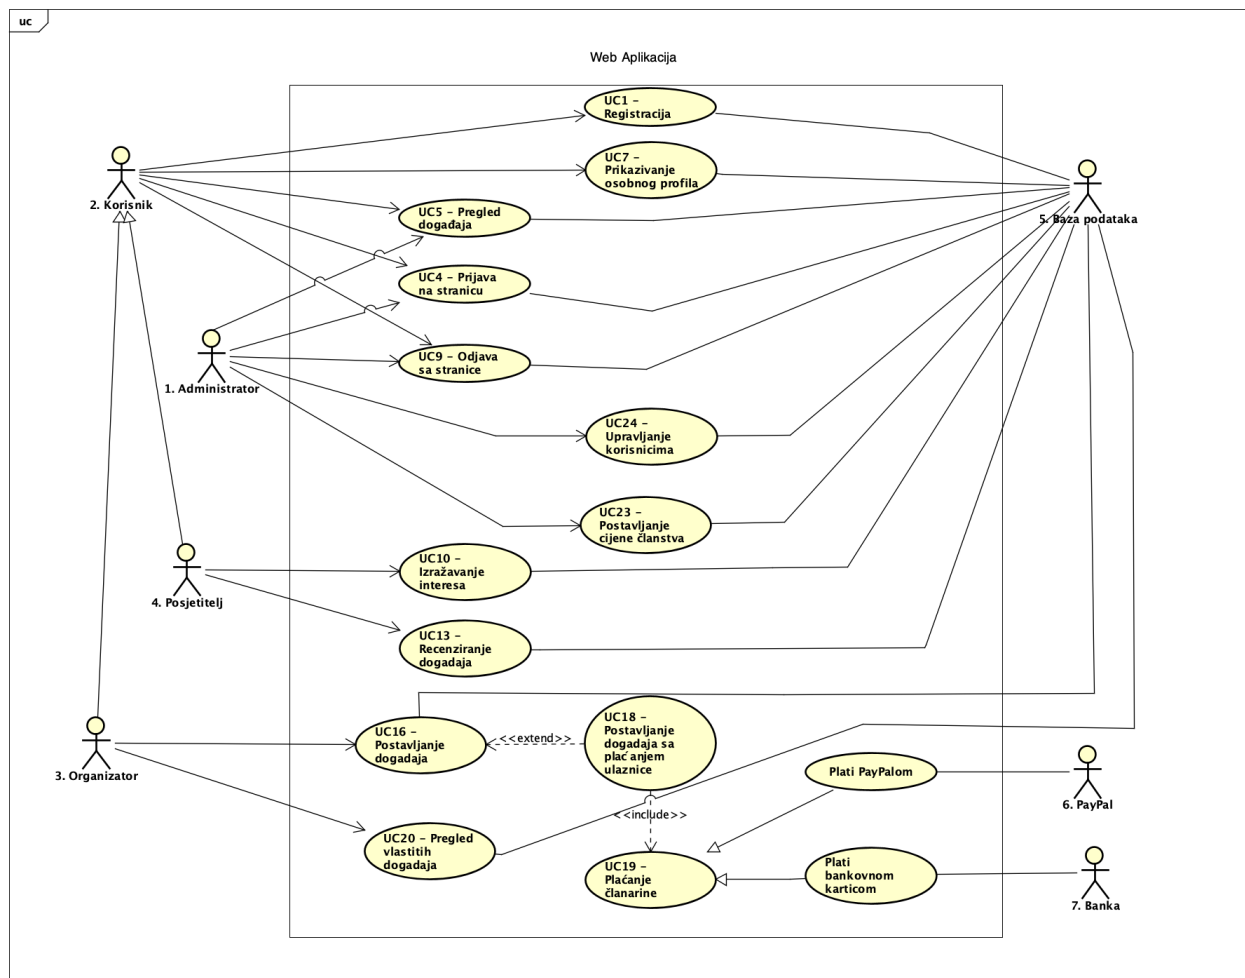 uc
Web Aplikacija
UC1 –
Registracija
UC7 –
Prikazivanje
osobnog profila
2. Korisnik
5. Baza podataka
UC5 – Pregled
događaja
UC4 – Prijava
na stranicu
1. Administrator
UC9 – Odjava
sa stranice
UC24 –
Upravljanje
korisnicima
UC23 –
Postavljanje
cijene članstva
UC10 –
Izražavanje
interesa
4. Posjetitelj
UC13 –
Recenziranje
događaja
UC16 –
Postavljanje
događaja
<<extend>>
UC18 –
Postavljanje
događaja sa
plaćanjem
ulaznice
3. Organizator
Plati PayPalom
6. PayPal
<<include>>
UC20 – Pregled
vlastitih
događaja
UC19 –
Plaćanje
članarine
Plati
bankovnom
karticom
7. Banka